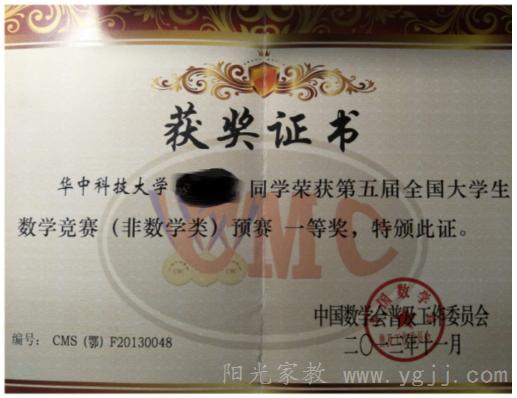 获奖证书
华中科技大学 同学荣获第五届全国大学生
数学竞赛（非数学类）预赛 一等奖，特颁此证。
中国数学会普及工作委员会
二〇一三年十一月
编号：CMS (鄂) F20130048
CMC
阳光家教 www.ygjj.com